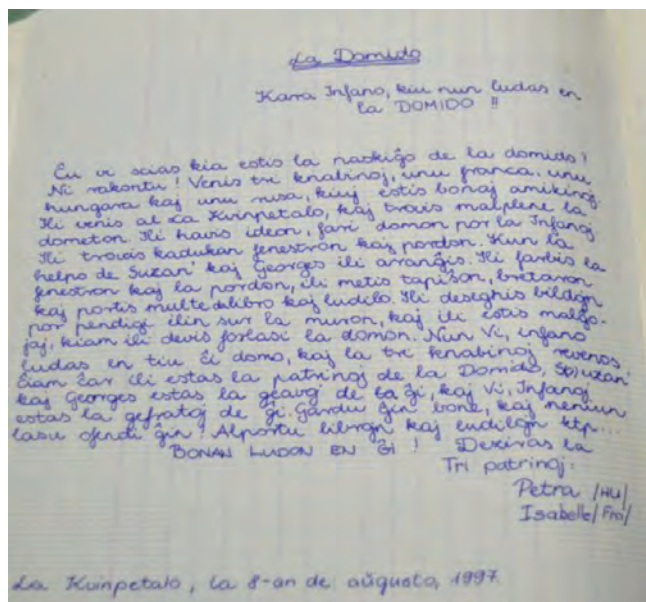 La Domido
Kara Infano, kiu nun ludas en
la DOMIDO !!
Ĉu vi scias kia estis la naskiĝo de la domido?
Ni rakontu! Venis tri knabinoj, unu franca, unu
hungara kaj unu rusa, kiuj estis bonaj amikinoj.
Ili venis al La Kvinpetalo, kaj trovis malplene la
dometon. Ili havis ideon, fari domon por la Infanoj
Ili trovis kadukan fenestron kaj pordon. Kun la
helpo de Suzan' kaj Georges ili arranĝis. Ili farbis la
fenestron kaj la pordon, ili metis tapiŝon, bretaron
kaj portis multe da libro kaj ludilo. Ili deseghis bildojn
por pendigi ilin sur la muron, kaj ili estis malĝo-
jaj, kiam ili devis forlasi la domon. Nun Vi, infano
ludas en tiu ĉi domo, kaj la tri knabinoj revenos.
Ĉiam ĉar ili estas la patrinoj de la Domido, Suzan'
kaj Georges estas la geavoj de ĝi, kaj Vi, Infanoj
estas la gefratoj de ĝi. Gardu ĝin bone, kaj neniun
lasu ofendi ĝin! Alportu librojn kaj ludilojn ktp...
BONAN LUDON EN ĜI ! Deziras la
Tri patrinoj:
Petra /HU/
Isabelle/Fra/
La Kvinpetalo, la 8-an de aŭgusto, 1997.